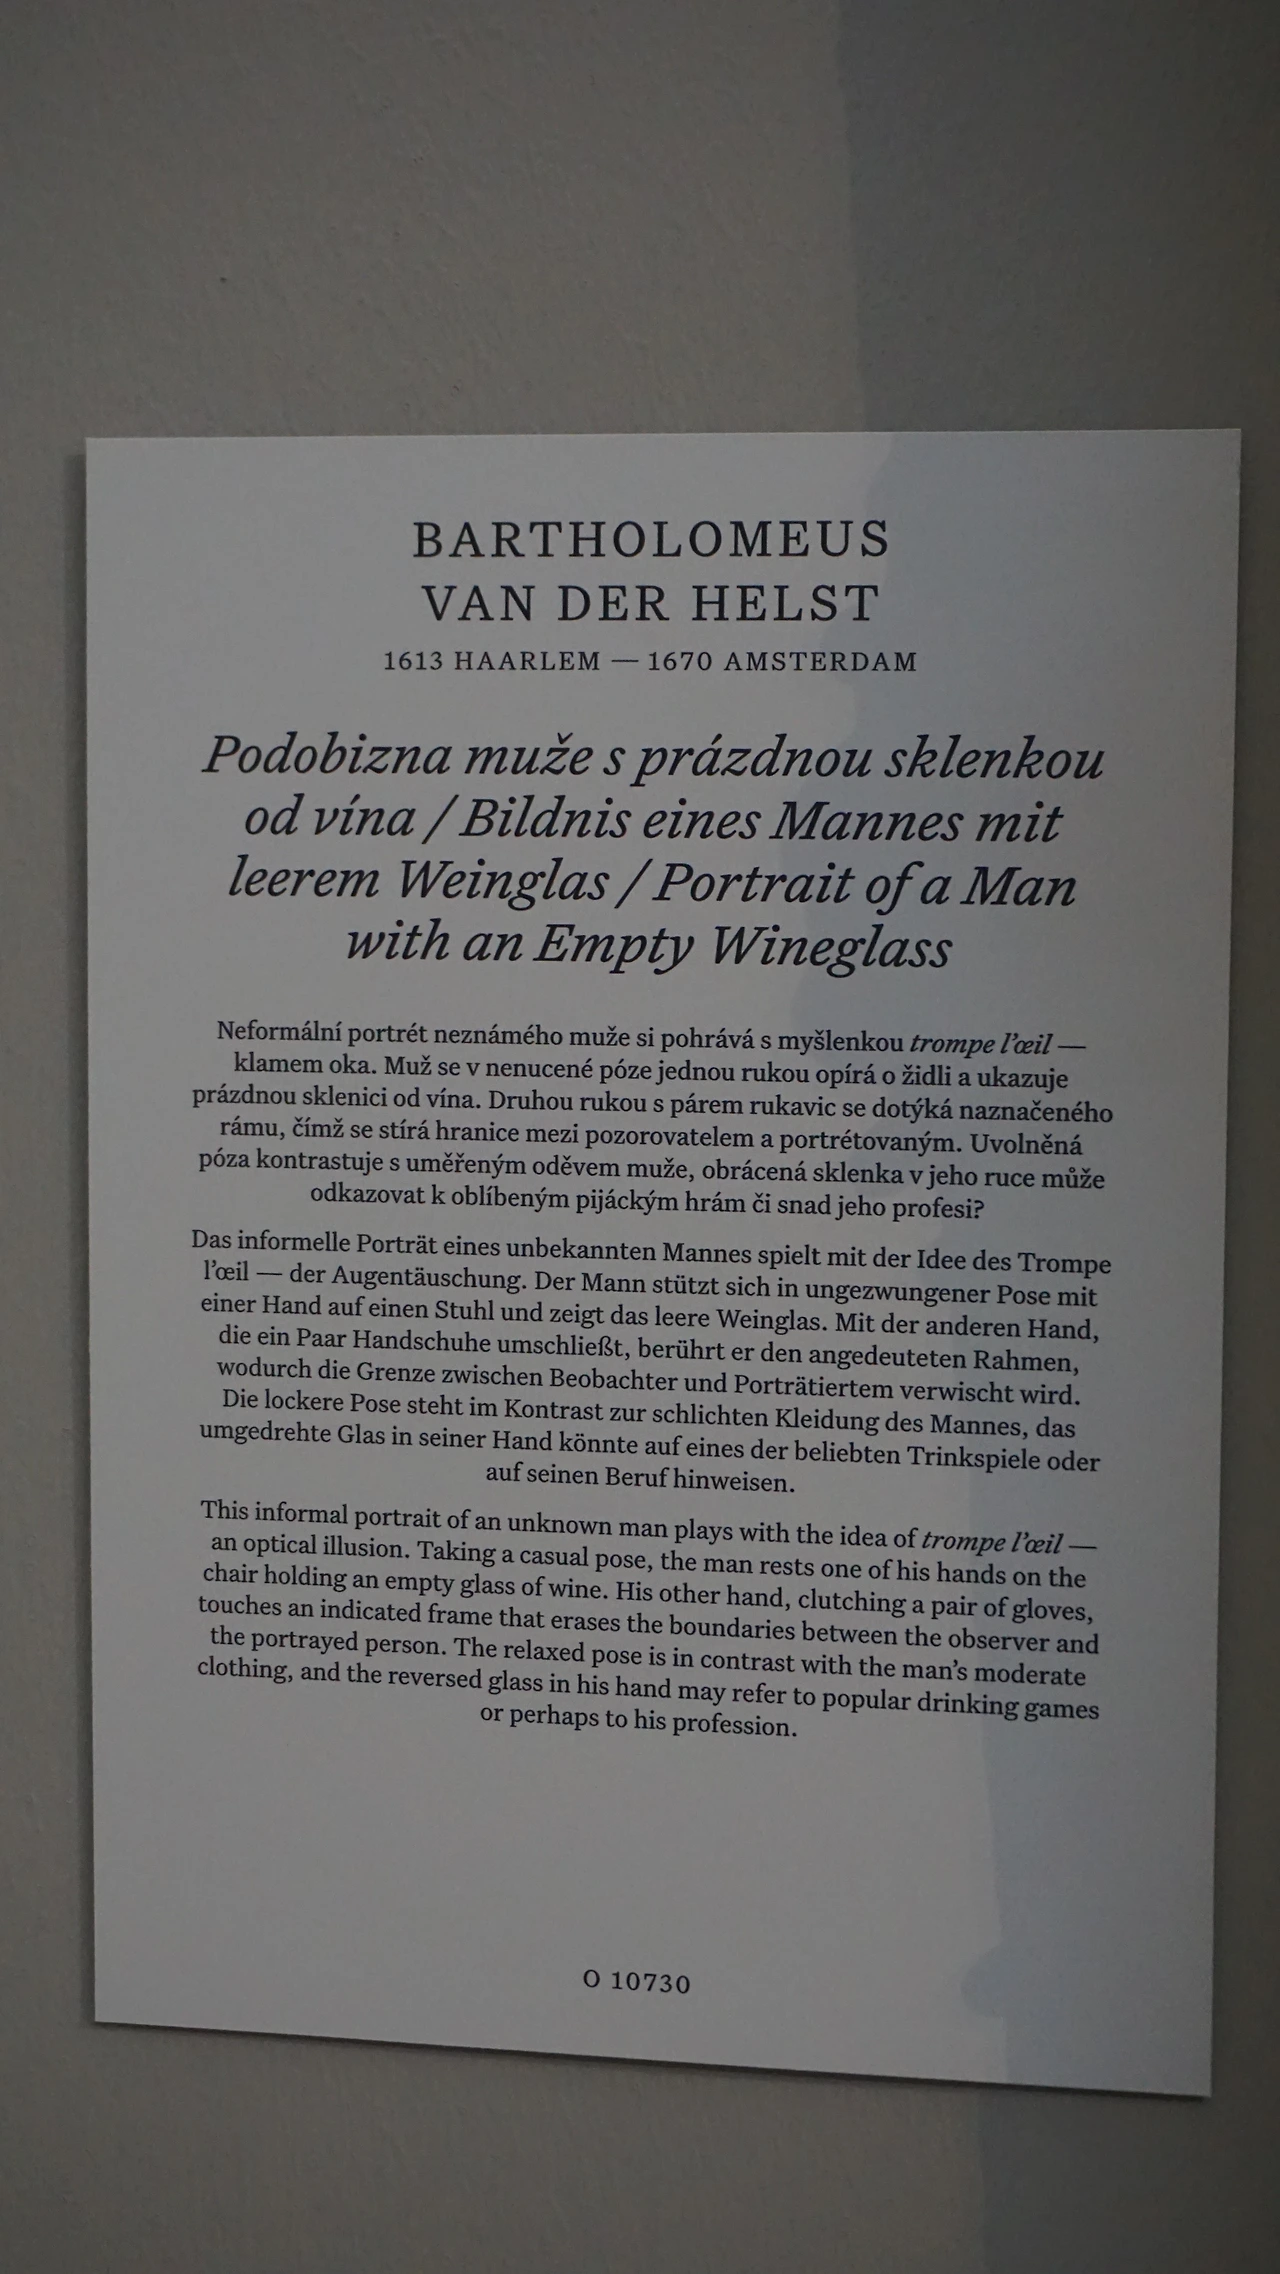 BARTHOLOMEUS
VAN DER HELST
1613 HAARLEM — 1670 AMSTERDAM
Podobizna muže s prázdnou sklenkou
od vína / Bildnis eines Mannes mit
leerem Weinglas / Portrait of a Man
with an Empty Wineglass
Neformální portrét neznámého muže si pohrává s myšlenkou trompe l'œil —
klamem oka. Muž se v nenucené póze jednou rukou opírá o židli a ukazuje
prázdnou sklenici od vína. Druhou rukou s párem rukavic se dotýká naznačeného
rámu, čímž se stírá hranice mezi pozorovatelem a portrétovaným. Uvolněná
póza kontrastuje s uměřeným oděvem muže, obrácená sklenka v jeho ruce může
odkazovat k oblíbeným pijáckým hrám či snad jeho profesi?
Das informelle Porträt eines unbekannten Mannes spielt mit der Idee des Trompe
l'œil — der Augentäuschung. Der Mann stützt sich in ungezwungener Pose mit
einer Hand auf einen Stuhl und zeigt das leere Weinglas. Mit der anderen Hand,
die ein Paar Handschuhe umschließt, berührt er den angedeuteten Rahmen,
wodurch die Grenze zwischen Beobachter und Porträtiertem verwischt wird.
Die lockere Pose steht im Kontrast zur schlichten Kleidung des Mannes, das
umgedrehte Glas in seiner Hand könnte auf eines der beliebten Trinkspiele oder
auf seinen Beruf hinweisen.
This informal portrait of an unknown man plays with the idea of trompe l'œil —
an optical illusion. Taking a casual pose, the man rests one of his hands on the
chair holding an empty glass of wine. His other hand, clutching a pair of gloves,
touches an indicated frame that erases the boundaries between the observer and
the portrayed person. The relaxed pose is in contrast with the man's moderate
clothing, and the reversed glass in his hand may refer to popular drinking games
or perhaps to his profession.
O 10730